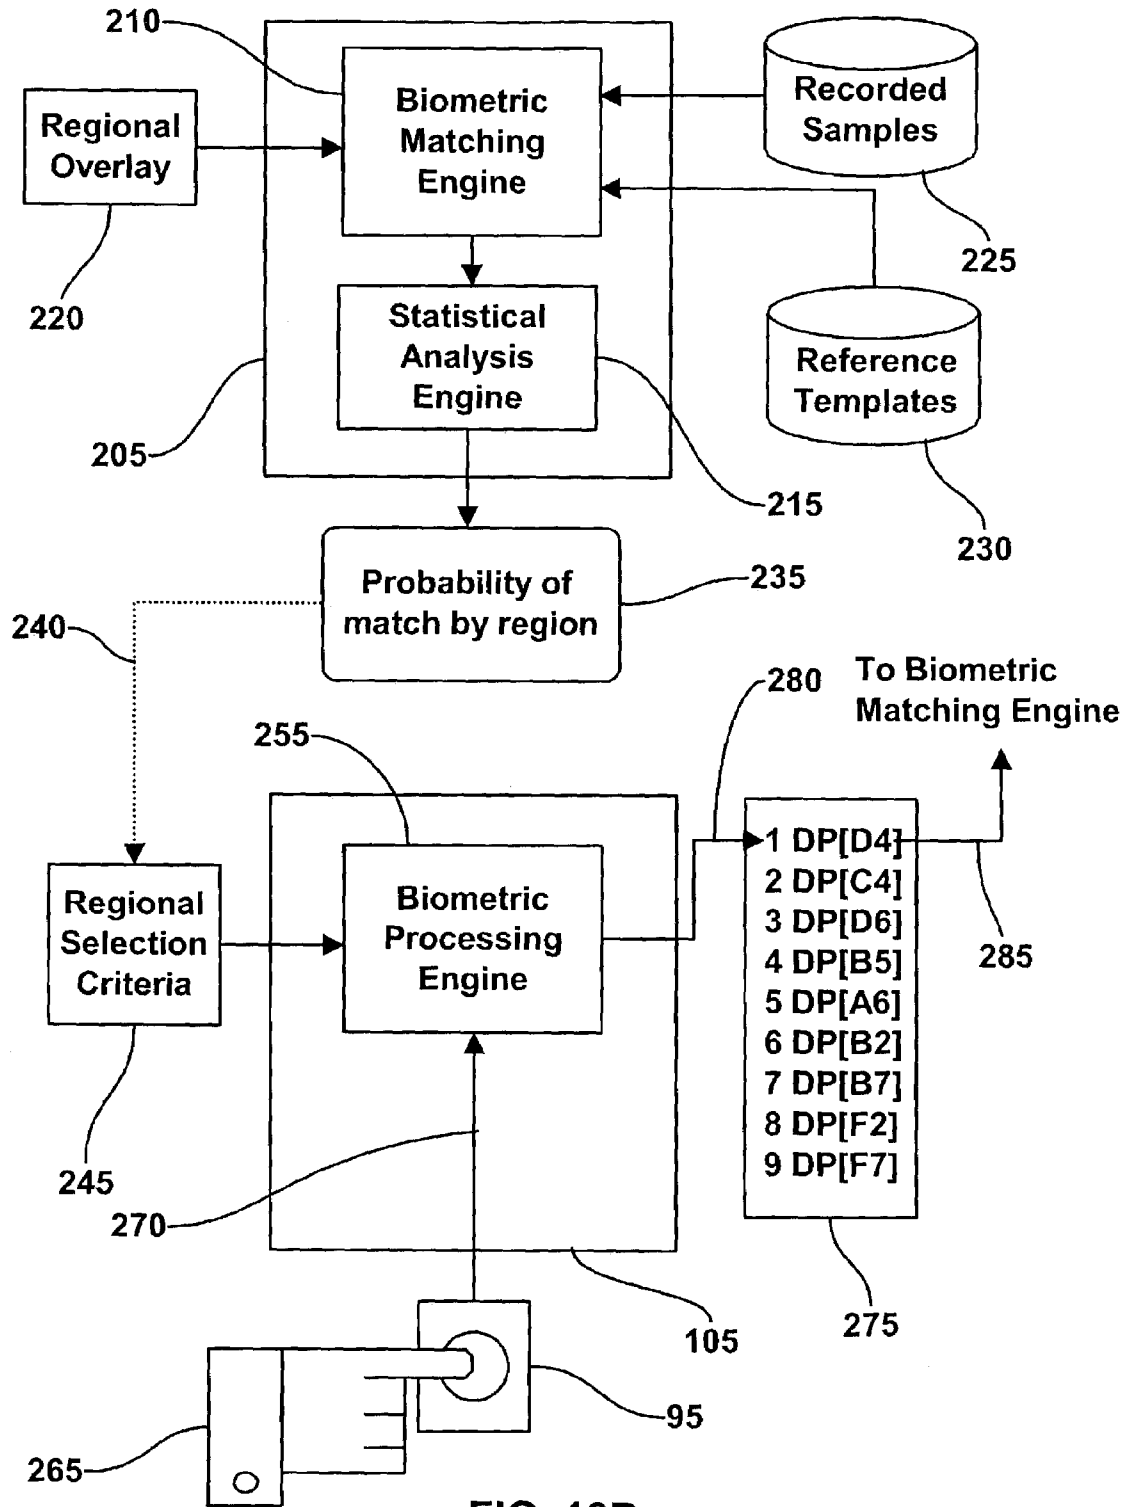 210
Regional
Overlay
220
Biometric
Matching
Engine
Recorded
Samples
225
Statistical
Analysis
Engine
Reference
Templates
205
215
230
Probability of
match by region
235
240
280
To Biometric
Matching Engine
255
Regional
Selection
Criteria
Biometric
Processing
Engine
1 DP[D4]
2 DP[C4]
3 DP[D6]
4 DP[B5]
5 DP[A6]
6 DP[B2]
7 DP[B7]
8 DP[F2]
9 DP[F7]
285
245
270
275
105
95
265